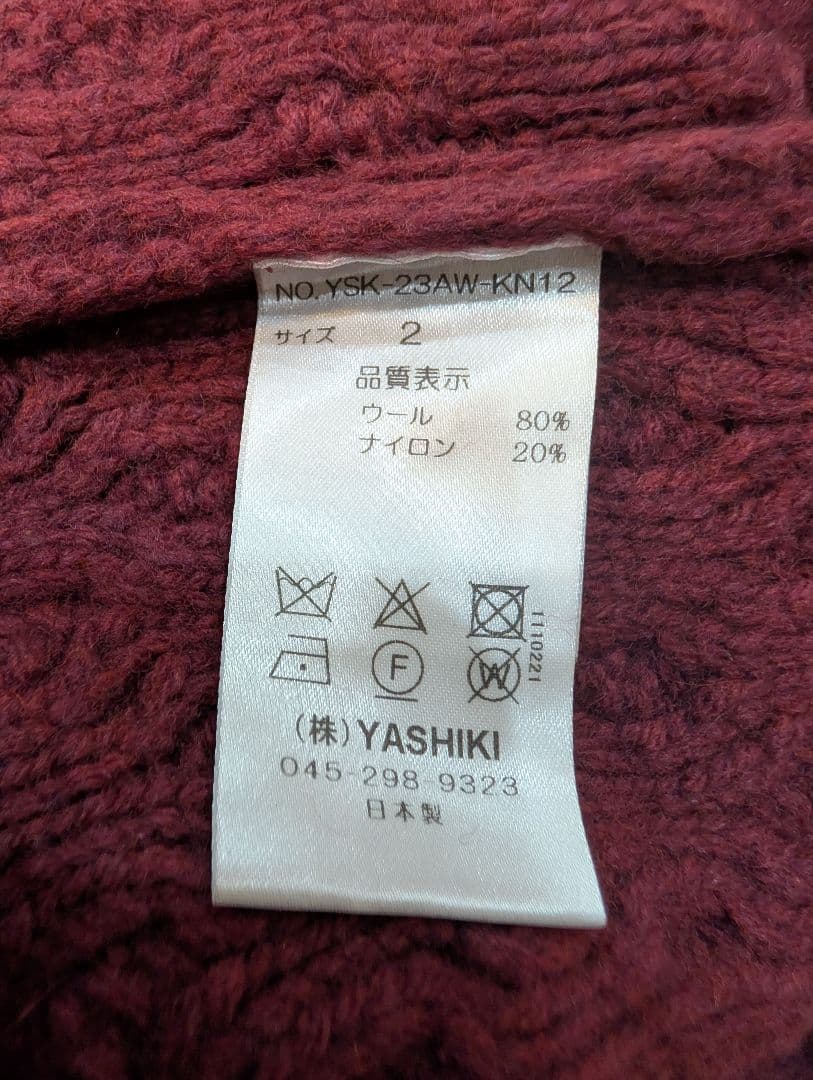 NO. YSK-23AW-KN12
サイズ 2
品質表示
ウール 80%
ナイロン 20%
F
W
1110221
(株)YASHIKI
045-298-9323
日本製